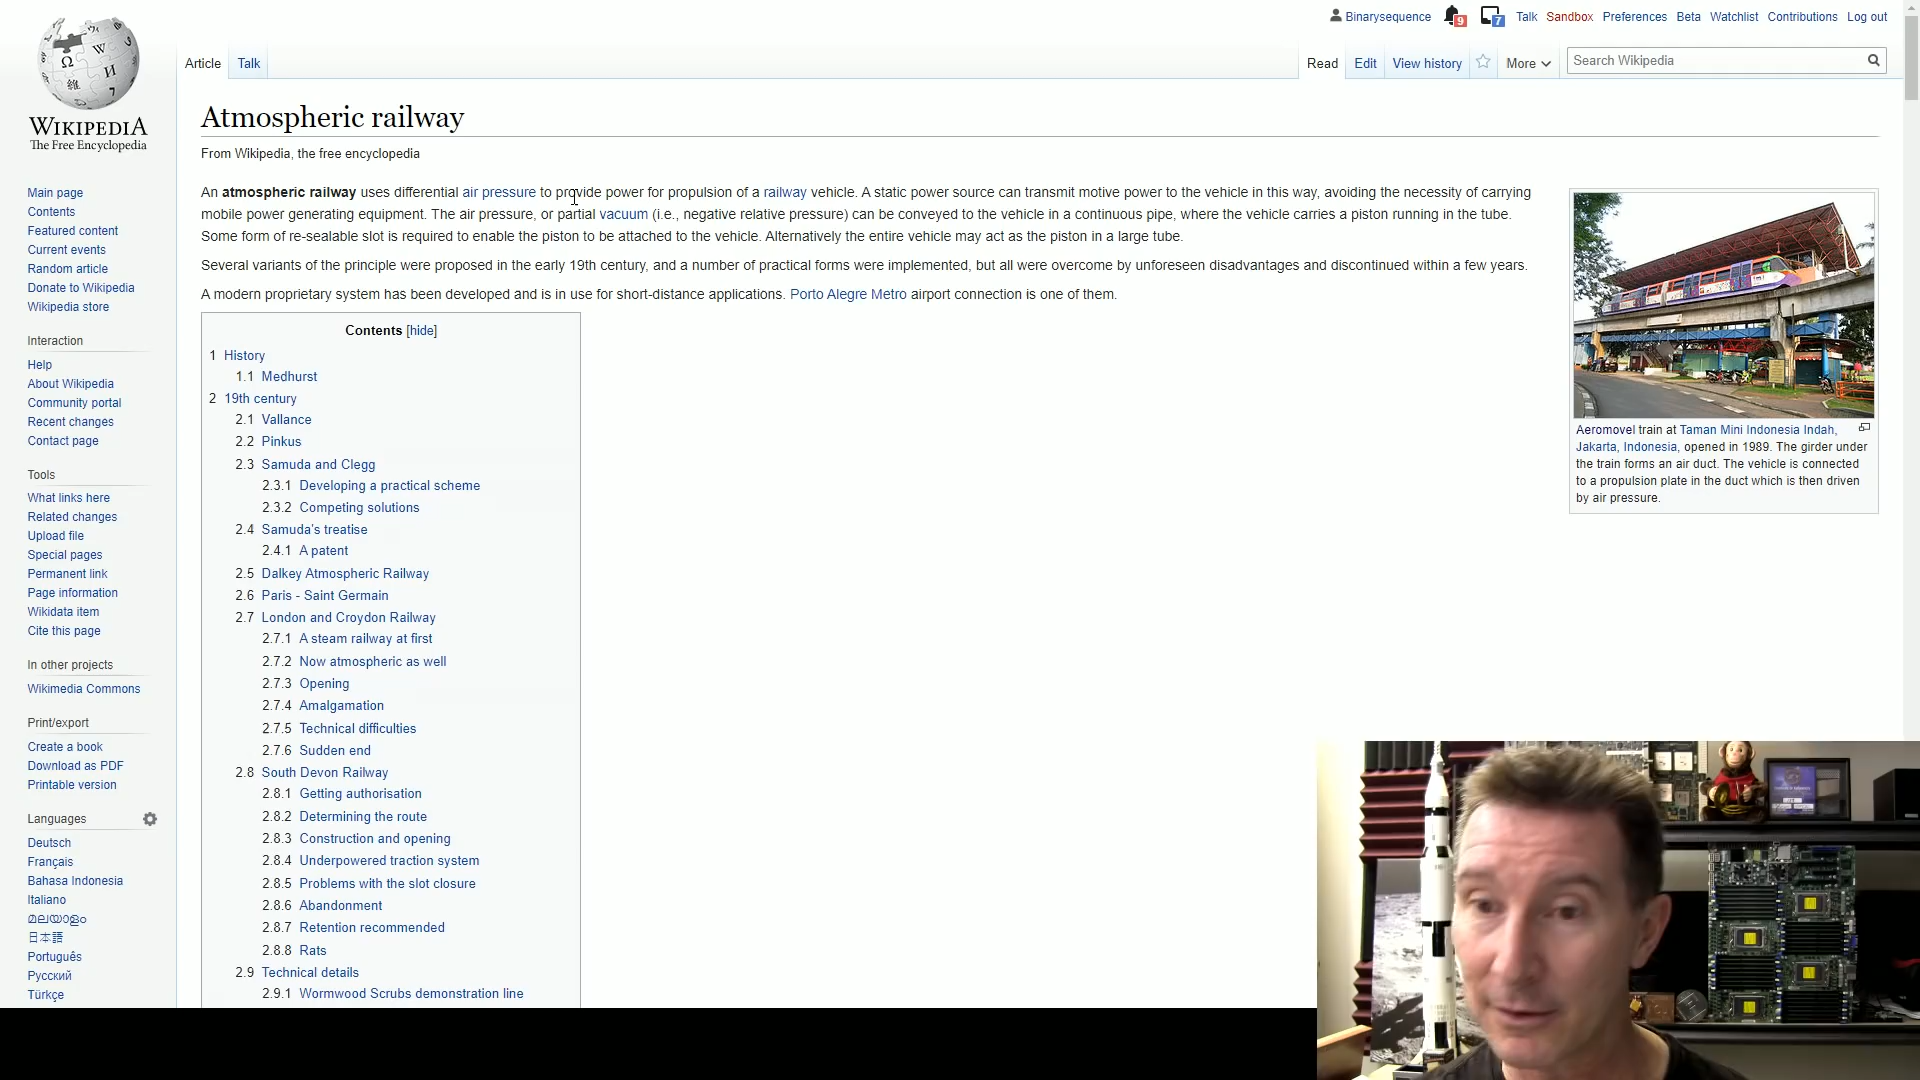 Binarysequence 9 7 Talk Sandbox Preferences Beta Watchlist Contributions Log out
Article Talk Read Edit View history More Search Wikipedia
WIKIPEDIA
The Free Encyclopedia
Main page
Contents
Featured content
Current events
Random article
Donate to Wikipedia
Wikipedia store
Interaction
Help
About Wikipedia
Community portal
Recent changes
Contact page
Tools
What links here
Related changes
Upload file
Special pages
Permanent link
Page information
Wikidata item
Cite this page
In other projects
Wikimedia Commons
Print/export
Create a book
Download as PDF
Printable version
Languages
Deutsch
Français
Bahasa Indonesia
Italiano
മലയാളം
日本語
Português
Русский
Türkçe
Atmospheric railway
From Wikipedia, the free encyclopedia
An atmospheric railway uses differential air pressure to provide power for propulsion of a railway vehicle. A static power source can transmit motive power to the vehicle in this way, avoiding the necessity of carrying
mobile power generating equipment. The air pressure, or partial vacuum (i.e., negative relative pressure) can be conveyed to the vehicle in a continuous pipe, where the vehicle carries a piston running in the tube.
Some form of re-sealable slot is required to enable the piston to be attached to the vehicle. Alternatively the entire vehicle may act as the piston in a large tube.
Several variants of the principle were proposed in the early 19th century, and a number of practical forms were implemented, but all were overcome by unforeseen disadvantages and discontinued within a few years.
A modern proprietary system has been developed and is in use for short-distance applications. Porto Alegre Metro airport connection is one of them.
Contents [hide]
1 History
1.1 Medhurst
2 19th century
2.1 Vallance
2.2 Pinkus
2.3 Samuda and Clegg
2.3.1 Developing a practical scheme
2.3.2 Competing solutions
2.4 Samuda's treatise
2.4.1 A patent
2.5 Dalkey Atmospheric Railway
2.6 Paris - Saint Germain
2.7 London and Croydon Railway
2.7.1 A steam railway at first
2.7.2 Now atmospheric as well
2.7.3 Opening
2.7.4 Amalgamation
2.7.5 Technical difficulties
2.7.6 Sudden end
2.8 South Devon Railway
2.8.1 Getting authorisation
2.8.2 Determining the route
2.8.3 Construction and opening
2.8.4 Underpowered traction system
2.8.5 Problems with the slot closure
2.8.6 Abandonment
2.8.7 Retention recommended
2.8.8 Rats
2.9 Technical details
2.9.1 Wormwood Scrubs demonstration line
Aeromovel train at Taman Mini Indonesia Indah,
Jakarta, Indonesia, opened in 1989. The girder under
the train forms an air duct. The vehicle is connected
to a propulsion plate in the duct which is then driven
by air pressure.